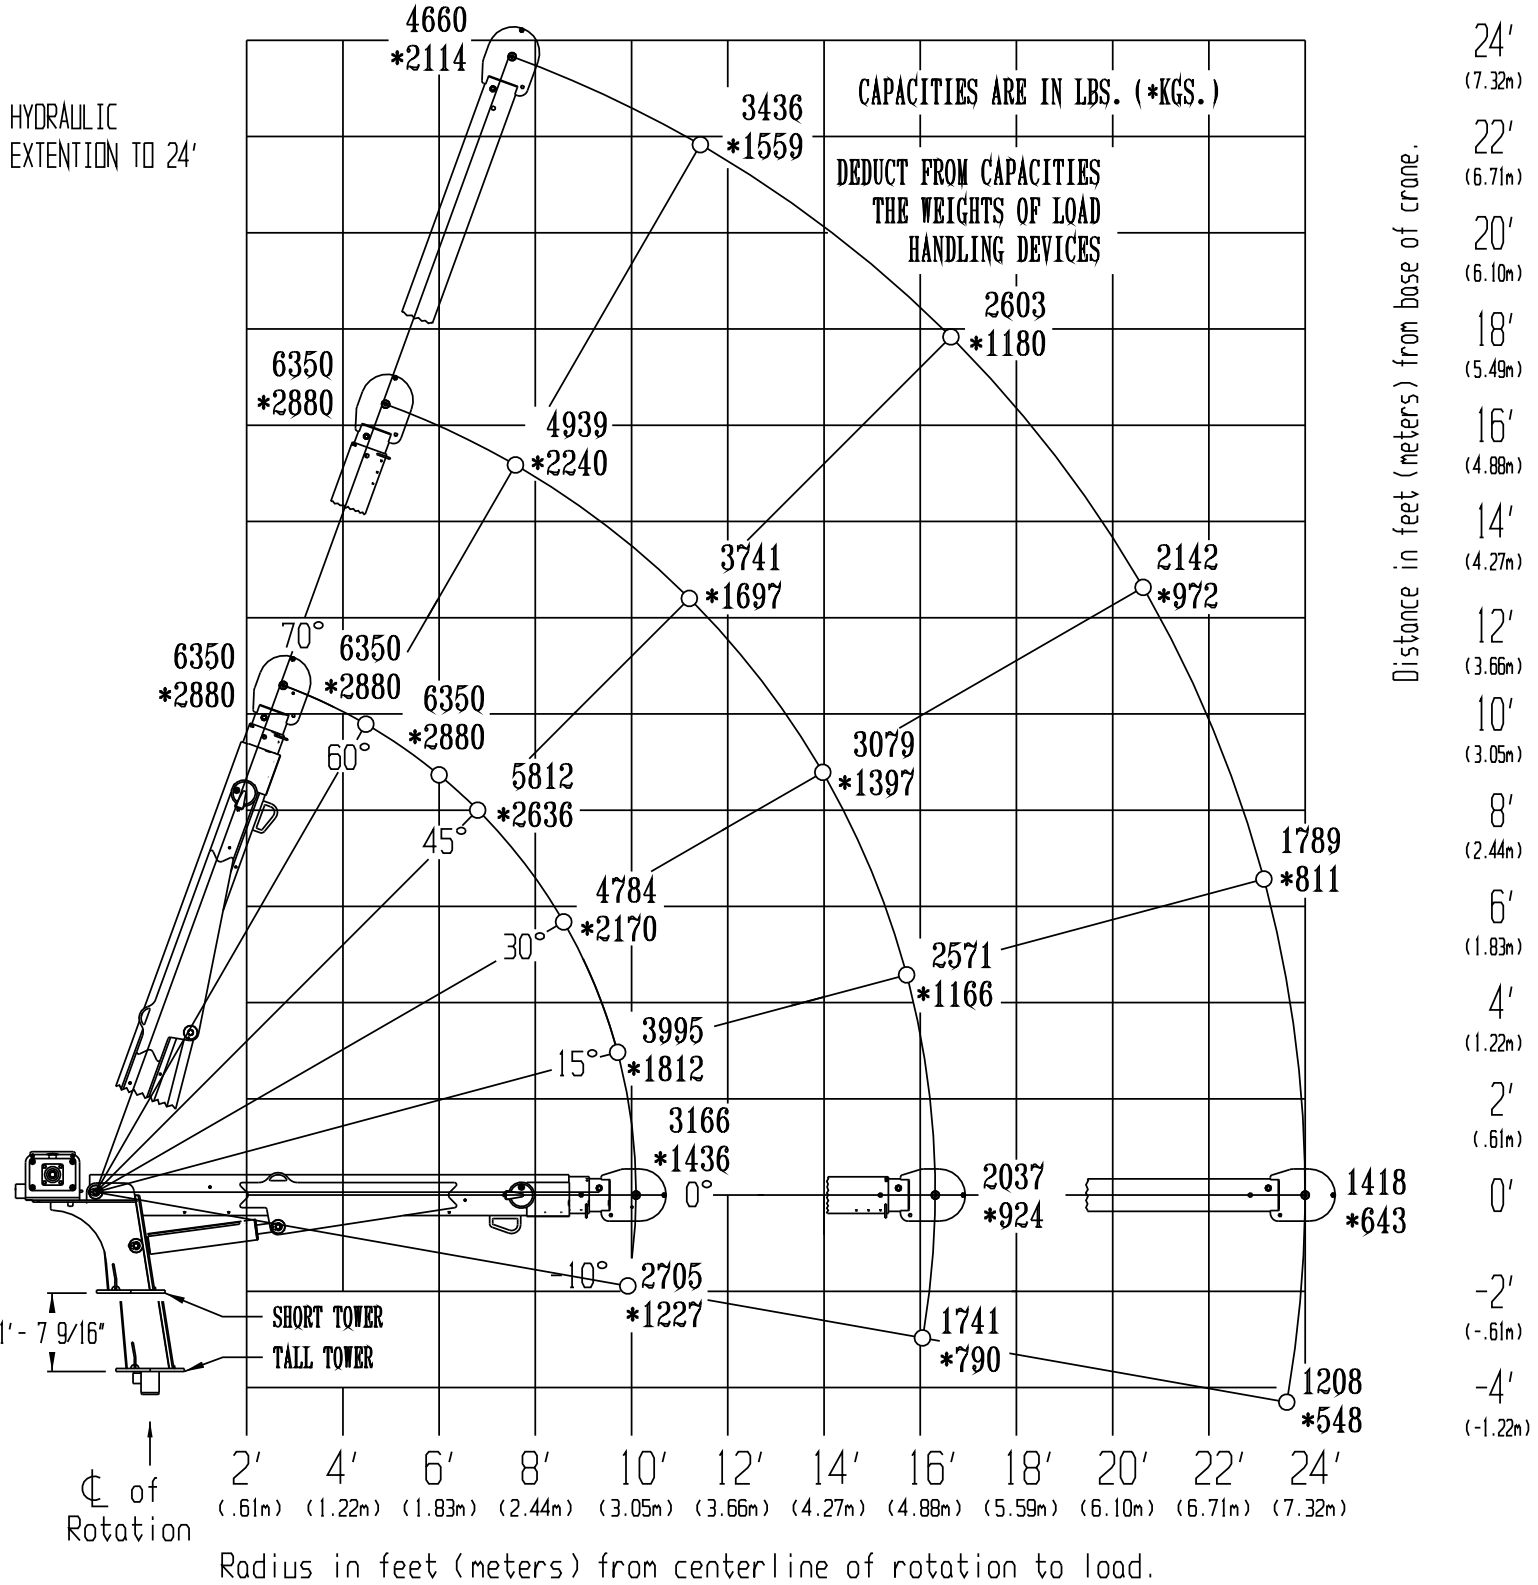 4660
*2114
24'
(7.32m)
CAPACITIES ARE IN LBS. (*KGS.)
HYDRAULIC
EXTENTION TO 24'
3436
*1559
22'
(6.71m)
DEDUCT FROM CAPACITIES
THE WEIGHTS OF LOAD
HANDLING DEVICES
Distance in feet (meters) from base of crane.
20'
(6.10m)
2603
*1180
18'
(5.49m)
6350
*2880
4939
*2240
16'
(4.88m)
14'
(4.27m)
3741
*1697
2142
*972
12'
(3.66m)
70°
6350
*2880
6350
*2880
6350
*2880
10'
(3.05m)
60°
3079
*1397
5812
*2636
8'
(2.44m)
45°
1789
*811
4784
*2170
6'
(1.83m)
30°
2571
*1166
4'
(1.22m)
3995
*1812
15°
2'
(.61m)
3166
*1436
0°
2037
*924
1418
*643
0'
-10°
2705
*1227
-2'
(-.61m)
SHORT TOWER
1'- 7 9/16"
TALL TOWER
1741
*790
1208
*548
-4'
(-1.22m)
2' 4' 6' 8' 10' 12' 14' 16' 18' 20' 22' 24'
(.61m) (1.22m) (1.83m) (2.44m) (3.05m) (3.66m) (4.27m) (4.88m) (5.59m) (6.10m) (6.71m) (7.32m)
℄ of
Rotation
Radius in feet (meters) from centerline of rotation to load.